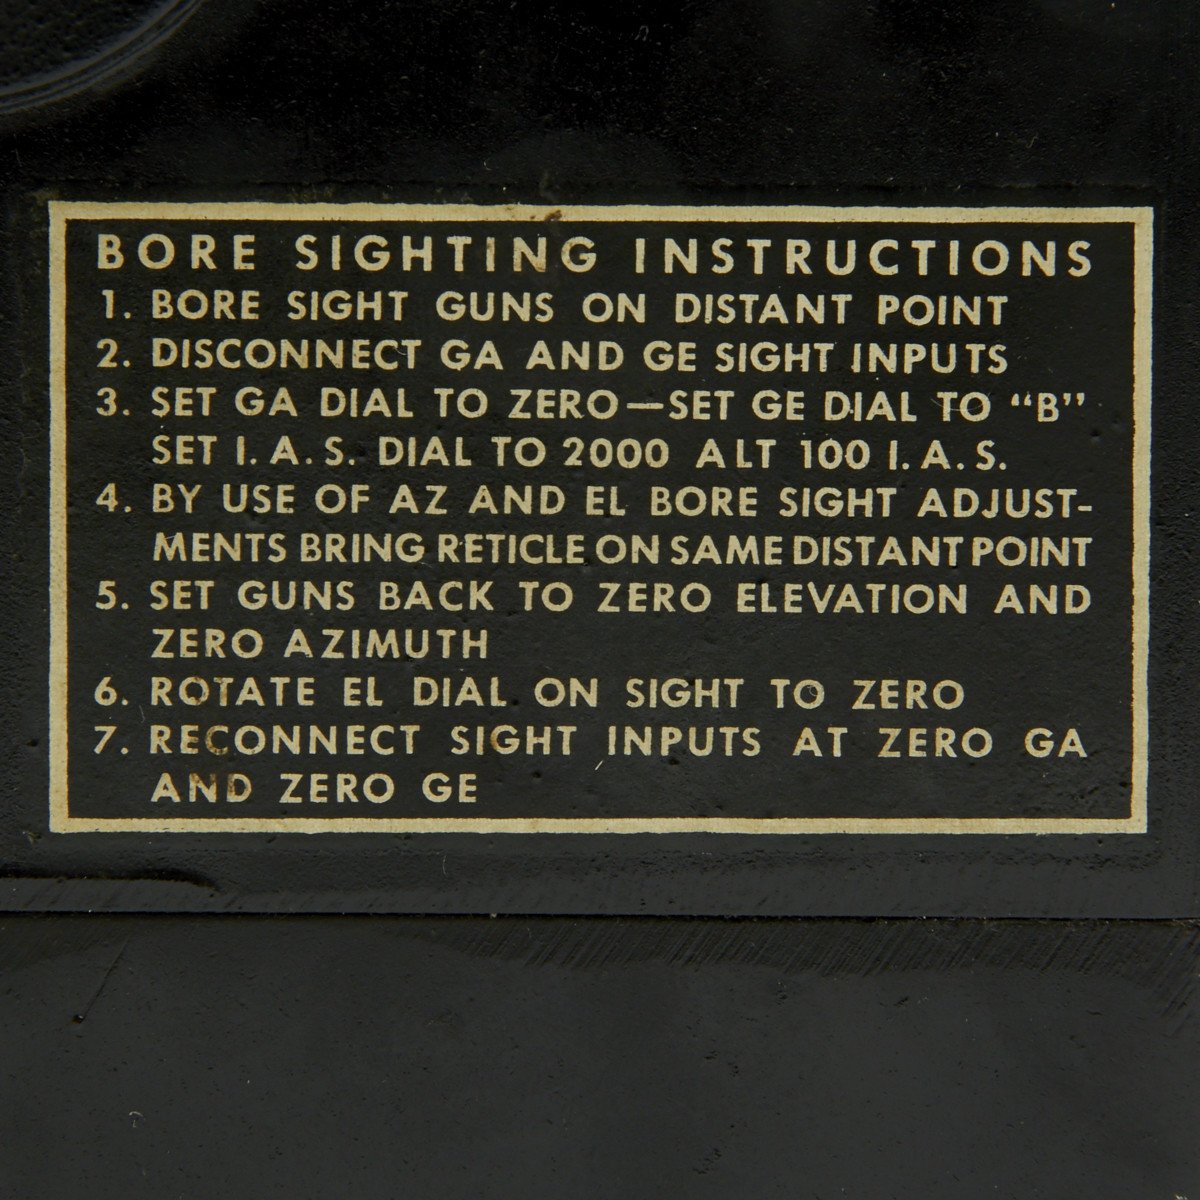 BORE SIGHTING INSTRUCTIONS
1. BORE SIGHT GUNS ON DISTANT POINT
2. DISCONNECT GA AND GE SIGHT INPUTS
3. SET GA DIAL TO ZERO—SET GE DIAL TO “B”
SET I.A.S. DIAL TO 2000 ALT 100 I.A.S.
4. BY USE OF AZ AND EL BORE SIGHT ADJUST-
MENTS BRING RETICLE ON SAME DISTANT POINT
5. SET GUNS BACK TO ZERO ELEVATION AND
ZERO AZIMUTH
6. ROTATE EL DIAL ON SIGHT TO ZERO
7. RECONNECT SIGHT INPUTS AT ZERO GA
AND ZERO GE